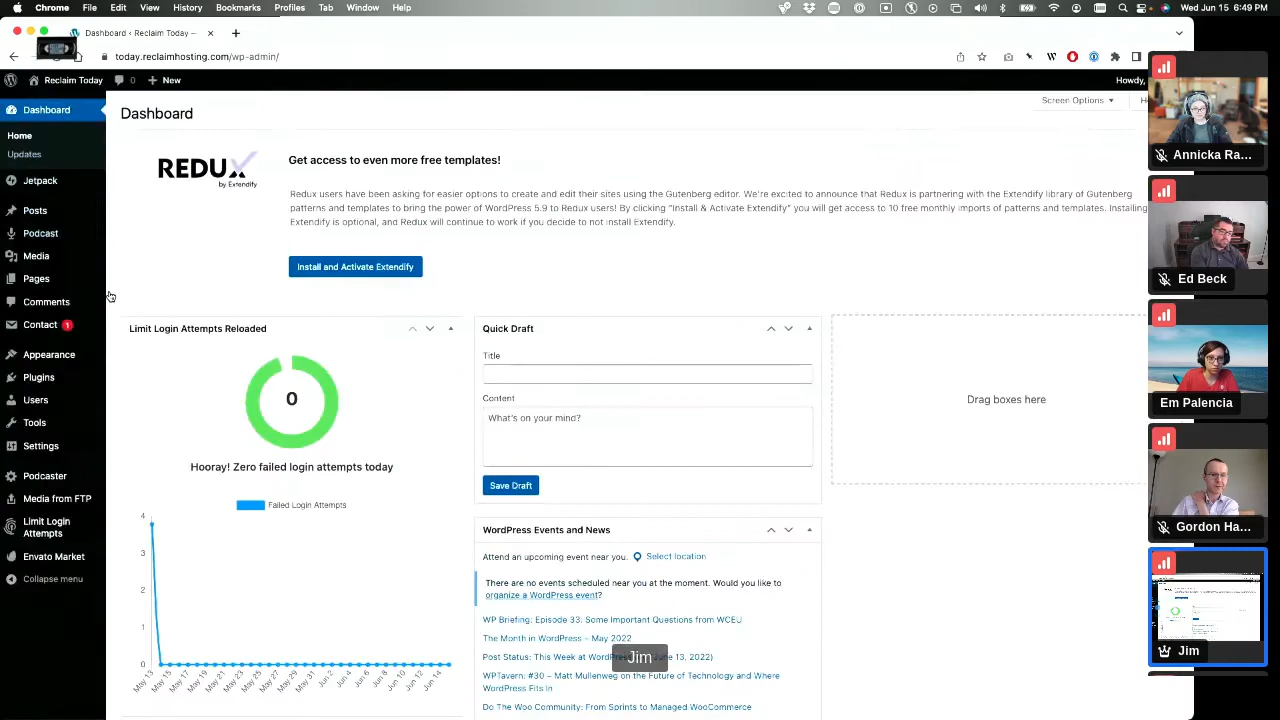 Chrome File Edit View History Bookmarks Profiles Tab Window Help Wed Jun 15 6:49 PM
Dashboard ‹ Reclaim Today —
today.reclaimhosting.com/wp-admin/
Reclaim Today 0 New Howdy,
Dashboard
Home
Updates
Jetpack
Posts
Podcast
Media
Pages
Comments
Contact 1
Appearance
Plugins
Users
Tools
Settings
Podcaster
Media from FTP
Limit Login
Attempts
Envato Market
Collapse menu
Dashboard
Screen Options
REDUX
by Extendify
Get access to even more free templates!
Redux users have been asking for easier options to create and edit their sites using the Gutenberg editor. We're excited to announce that Redux is partnering with the Extendify library of Gutenberg
patterns and templates to bring the power of WordPress 5.9 to Redux users! By clicking "Install & Activate Extendify" you will get access to 10 free monthly imports of patterns and templates. Installing
Extendify is optional, and Redux will continue to work if you decide to not install Extendify.
Install and Activate Extendify
Limit Login Attempts Reloaded
0
Hooray! Zero failed login attempts today
Failed Login Attempts
4
3
2
1
0
May 13 May 15 May 17 May 19 May 21 May 23 May 25 May 27 May 29 May 31 Jun 2 Jun 4 Jun 6 Jun 8 Jun 10 Jun 12 Jun 14
Quick Draft
Title
Content
What's on your mind?
Save Draft
WordPress Events and News
Attend an upcoming event near you. Select location
There are no events scheduled near you at the moment. Would you like to
organize a WordPress event?
WP Briefing: Episode 33: Some Important Questions from WCEU
The Month in WordPress – May 2022
Post Status: This Week at WordPress June 13, 2022)
WPTavern: #30 – Matt Mullenweg on the Future of Technology and Where
WordPress Fits in
Do The Woo Community: From Sprints to Managed WooCommerce
Drag boxes here
Jim
Annicka Ra...
Ed Beck
Em Palencia
Gordon Ha...
Jim